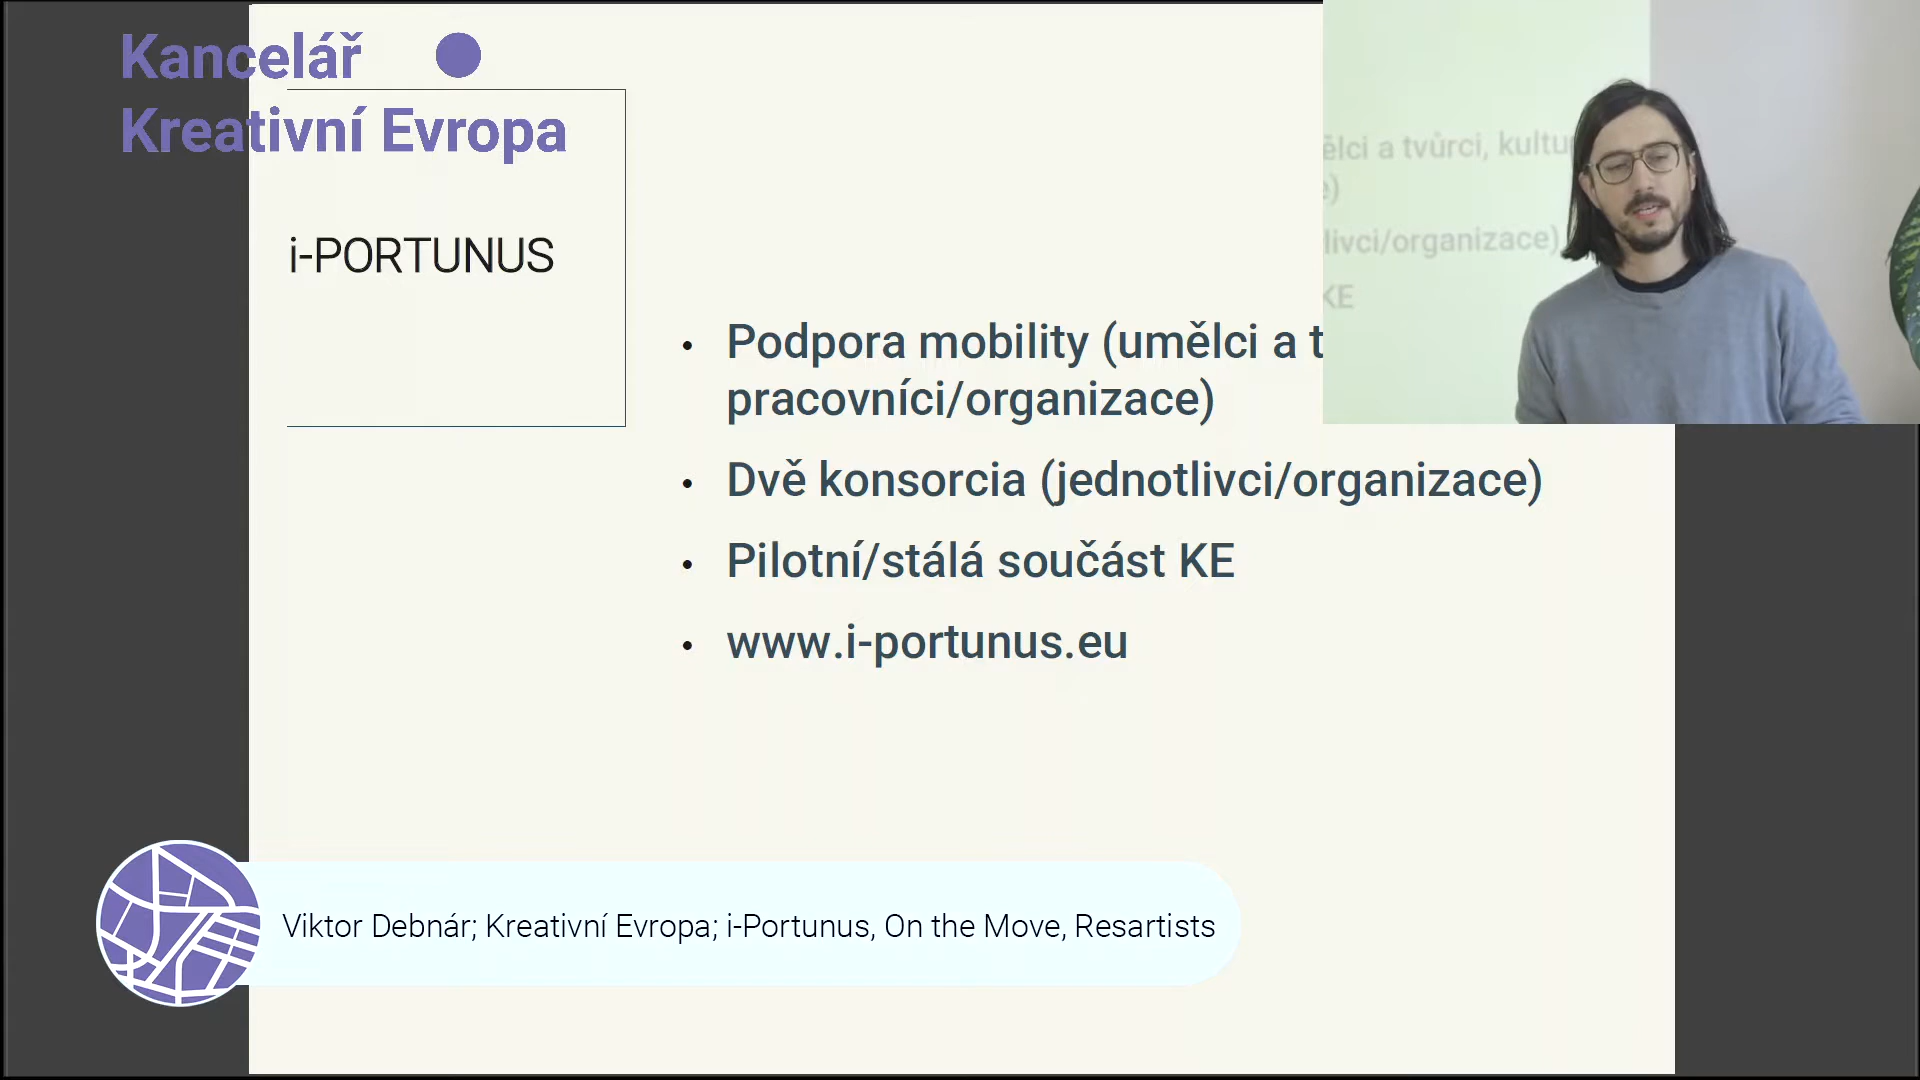 Kancelář
Kreativní Evropa
i-PORTUNUS
• Podpora mobility (umělci a t
pracovníci/organizace)
• Dvě konsorcia (jednotlivci/organizace)
• Pilotní/stálá součást KE
• www.i-portunus.eu
ělci a tvůrci, kultu
e)
livci/organizace)
KE
Viktor Debnár; Kreativní Evropa; i-Portunus, On the Move, Resartists